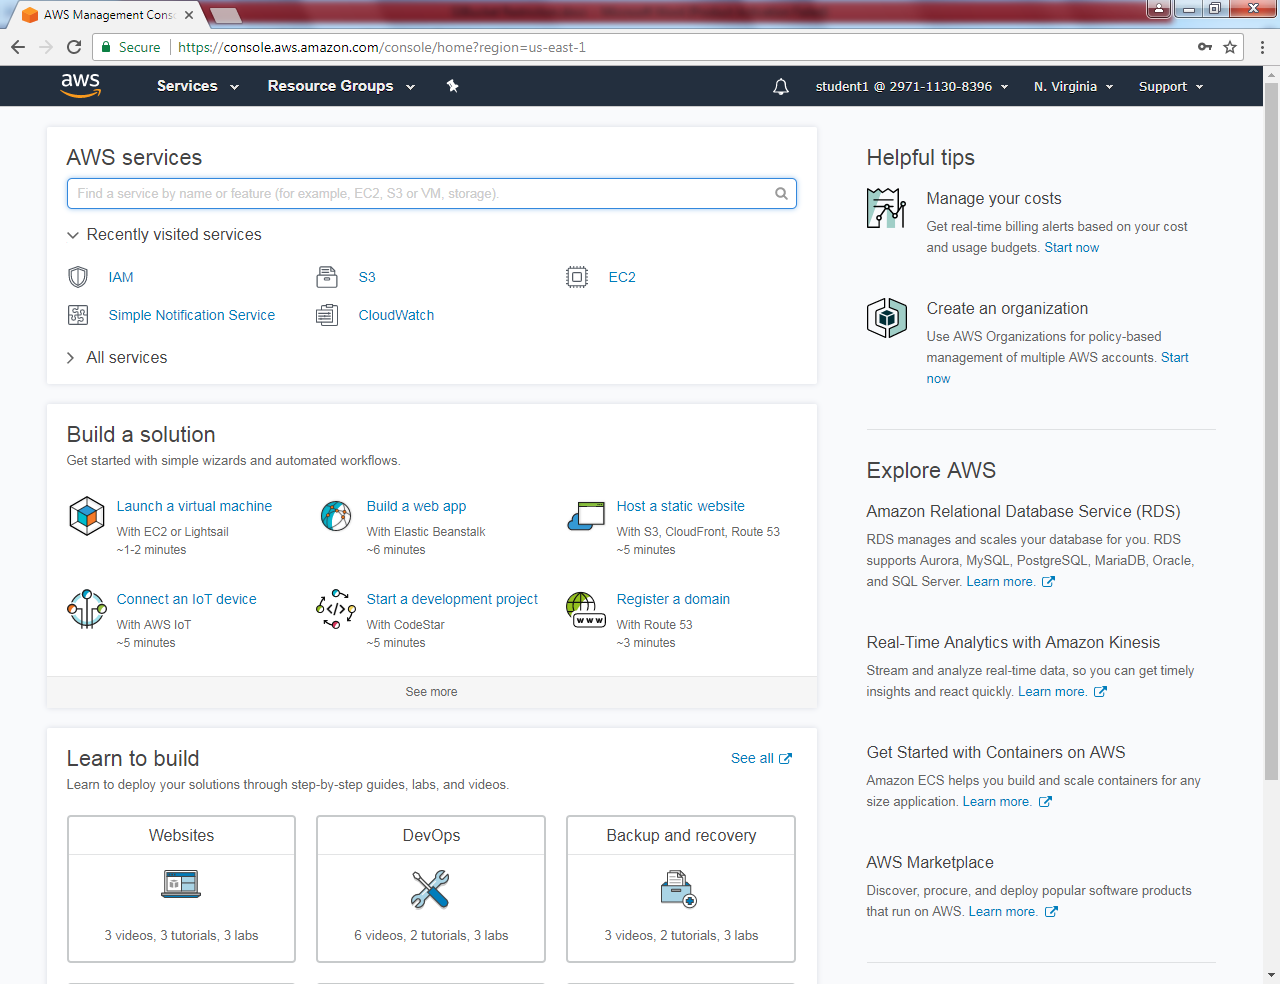 AWS Management Cons
Secure
https://console.aws.amazon.com/console/home?region=us-east-1
aws
Services
Resource Groups
student1 @ 2971-1130-8396
N. Virginia
Support
AWS services
Find a service by name or feature (for example, EC2, S3 or VM, storage).
Recently visited services
IAM
S3
EC2
Simple Notification Service
CloudWatch
All services
Build a solution
Get started with simple wizards and automated workflows.
Launch a virtual machine
With EC2 or Lightsail
~1-2 minutes
Build a web app
With Elastic Beanstalk
~6 minutes
Host a static website
With S3, CloudFront, Route 53
~5 minutes
Connect an IoT device
With AWS IoT
~5 minutes
Start a development project
With CodeStar
~5 minutes
Register a domain
With Route 53
~3 minutes
www
See more
Learn to build
See all
Learn to deploy your solutions through step-by-step guides, labs, and videos.
Websites
3 videos, 3 tutorials, 3 labs
DevOps
6 videos, 2 tutorials, 3 labs
Backup and recovery
3 videos, 2 tutorials, 3 labs
Helpful tips
Manage your costs
Get real-time billing alerts based on your cost
and usage budgets. Start now
Create an organization
Use AWS Organizations for policy-based
management of multiple AWS accounts. Start
now
Explore AWS
Amazon Relational Database Service (RDS)
RDS manages and scales your database for you. RDS
supports Aurora, MySQL, PostgreSQL, MariaDB, Oracle,
and SQL Server. Learn more.
Real-Time Analytics with Amazon Kinesis
Stream and analyze real-time data, so you can get timely
insights and react quickly. Learn more.
Get Started with Containers on AWS
Amazon ECS helps you build and scale containers for any
size application. Learn more.
AWS Marketplace
Discover, procure, and deploy popular software products
that run on AWS. Learn more.